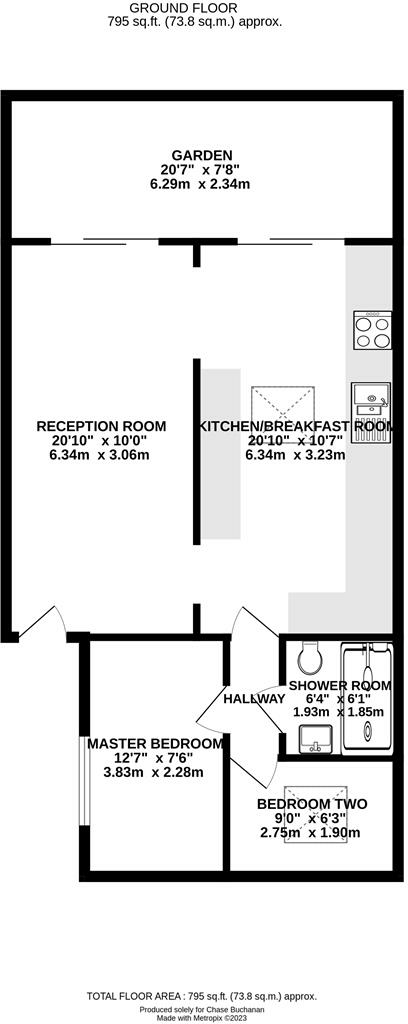 GROUND FLOOR
795 sq.ft. (73.8 sq.m.) approx.
GARDEN
20'7" x 7'8"
6.29m x 2.34m
RECEPTION ROOM
20'10" x 10'0"
6.34m x 3.06m
KITCHEN/BREAKFAST ROOM
20'10" x 10'7"
6.34m x 3.23m
HALLWAY
SHOWER ROOM
6'4" x 6'1"
1.93m x 1.85m
MASTER BEDROOM
12'7" x 7'6"
3.83m x 2.28m
BEDROOM TWO
9'0" x 6'3"
2.75m x 1.90m
TOTAL FLOOR AREA : 795 sq.ft. (73.8 sq.m.) approx.
Produced solely for Chase Buchanan
Made with Metropix ©2023